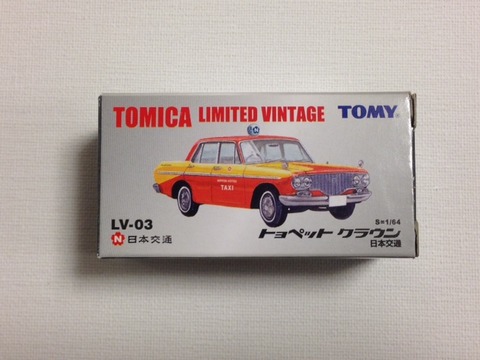 TOMICA LIMITED VINTAGE TOMY
N
TAXI
S=1/64
LV-03
トヨペット クラウン
N 日本交通
日本交通